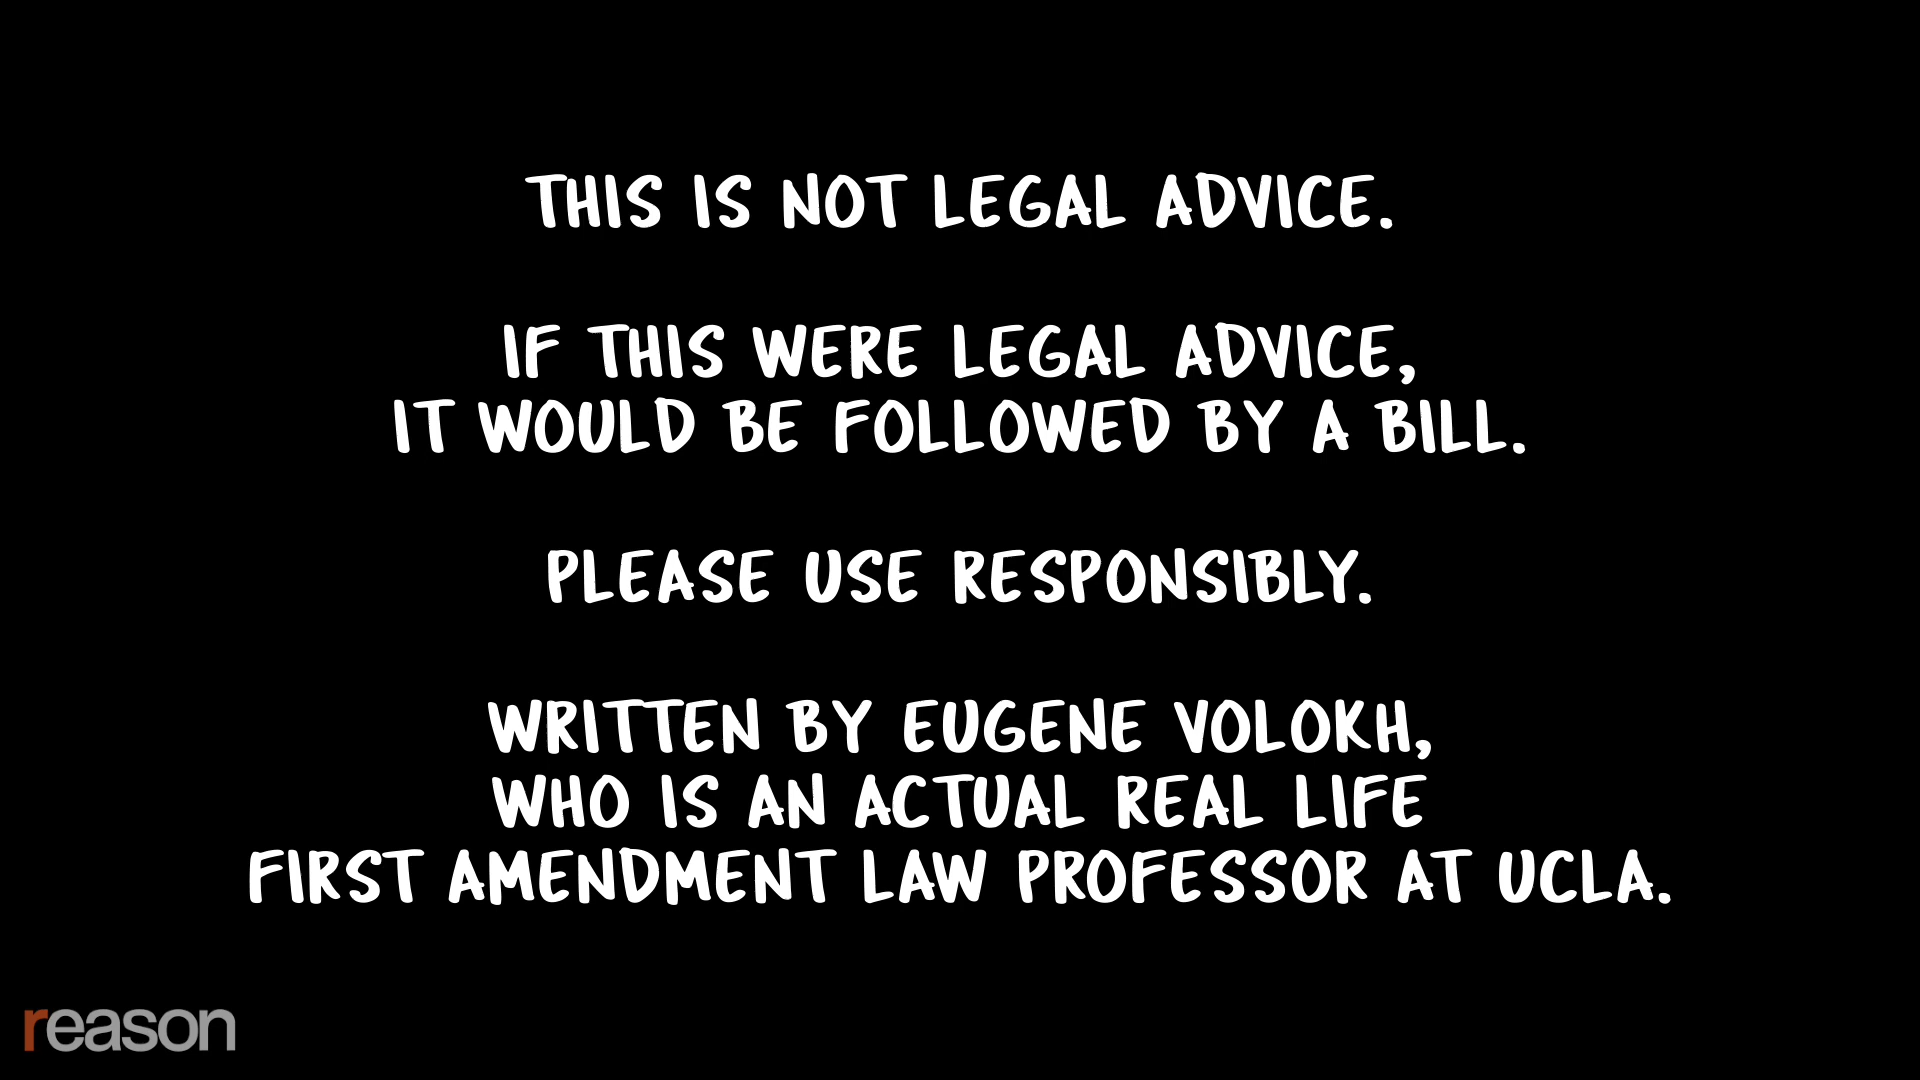 THIS IS NOT LEGAL ADVICE.
IF THIS WERE LEGAL ADVICE,
IT WOULD BE FOLLOWED BY A BILL.
PLEASE USE RESPONSIBLY.
WRITTEN BY EUGENE VOLOKH,
WHO IS AN ACTUAL REAL LIFE
FIRST AMENDMENT LAW PROFESSOR AT UCLA.
reason